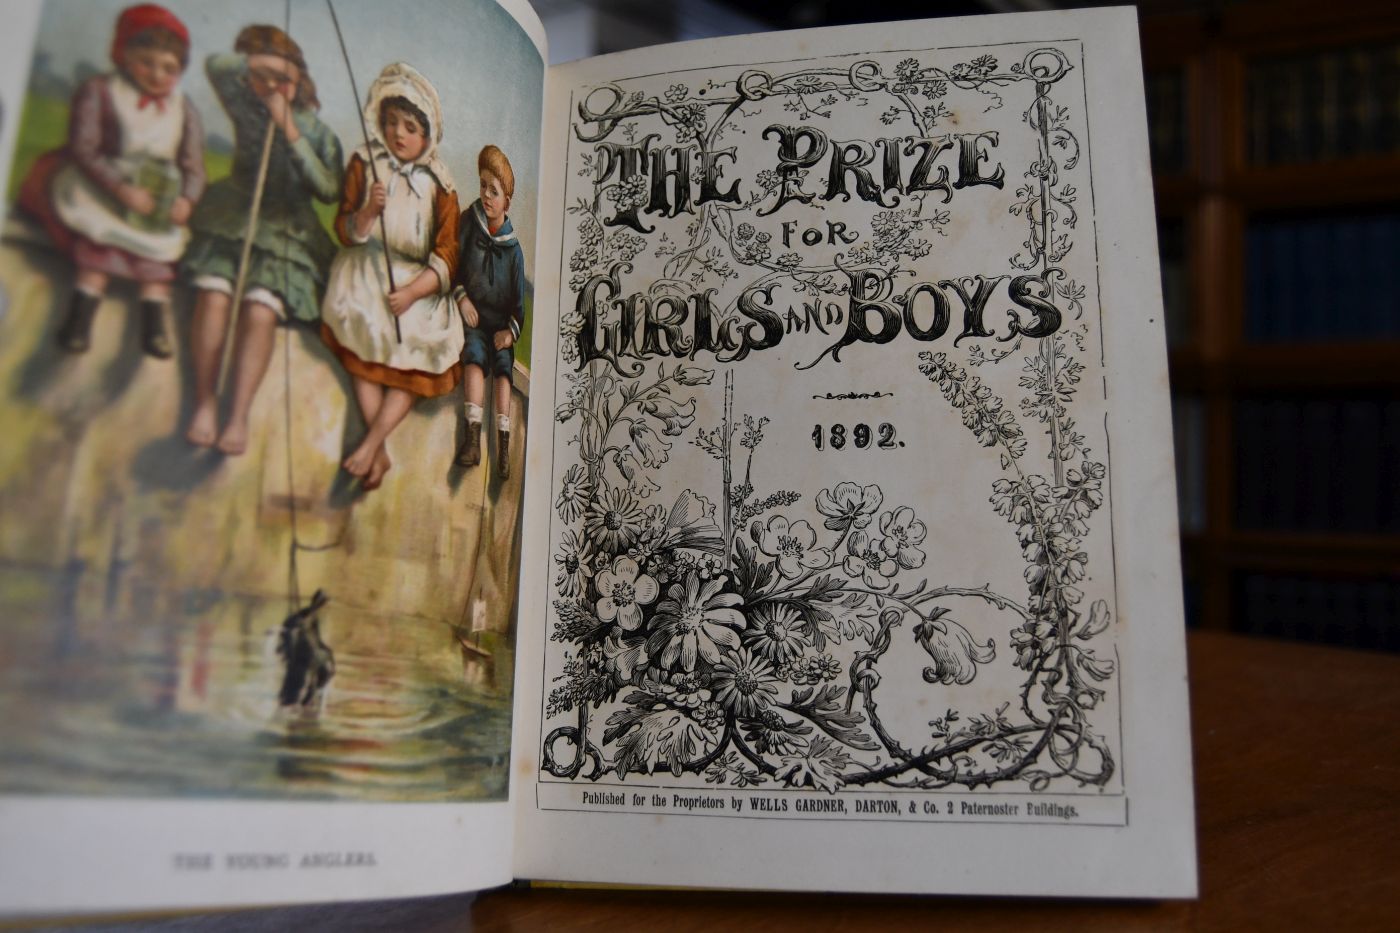 THE PRIZE
FOR
GIRLS AND BOYS
1892.
Published for the Proprietors by WELLS GARDNER, DARTON, & Co. 2 Paternoster Buildings.
THE YOUNG ANGLERS.